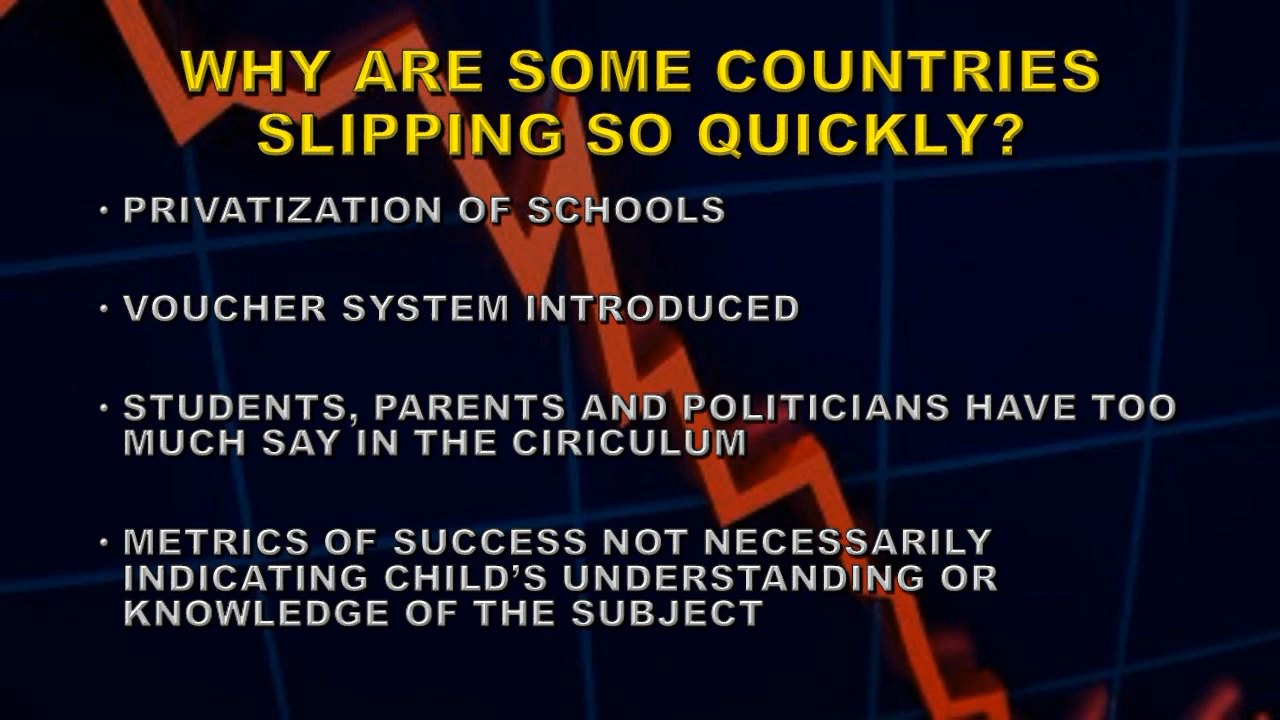 WHY ARE SOME COUNTRIES
SLIPPING SO QUICKLY?
• PRIVATIZATION OF SCHOOLS
• VOUCHER SYSTEM INTRODUCED
• STUDENTS, PARENTS AND POLITICIANS HAVE TOO
MUCH SAY IN THE CIRICULUM
• METRICS OF SUCCESS NOT NECESSARILY
INDICATING CHILD’S UNDERSTANDING OR
KNOWLEDGE OF THE SUBJECT